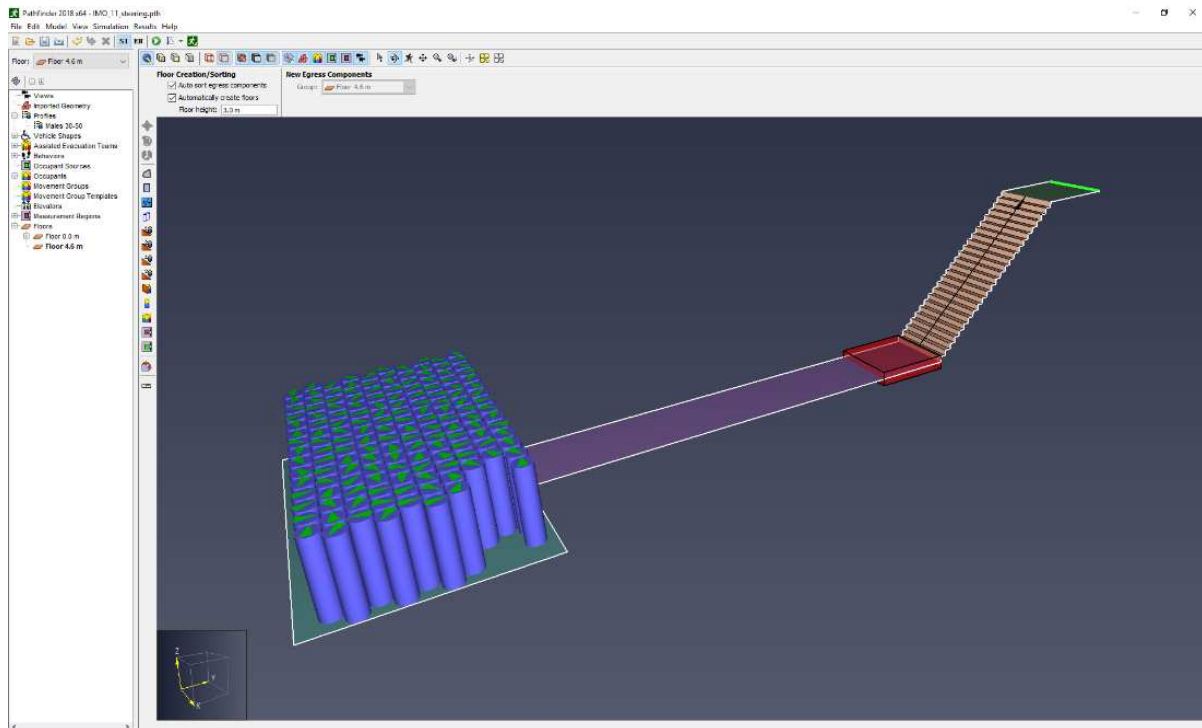 Pathfinder 2018 x64 - IMO_11_steering.pth
File Edit Model View Simulation Results Help
Floor: Floor 4.6 m
Floor Creation/Sorting
Auto sort egress components
Automatically create floors
Floor height: 3.0 m
New Egress Components
Group: Floor 4.6 m
Views
Imported Geometry
Profiles
Males 30-50
Vehicle Shapes
Assisted Evacuation Teams
Behaviors
Occupant Sources
Occupants
Movement Groups
Movement Group Templates
Elevators
Measurement Regions
Floors
Floor 0.0 m
Floor 4.6 m
Z
Y
X